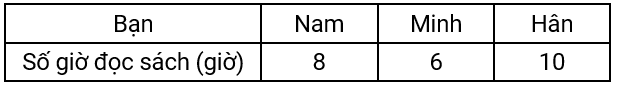 Bạn Nam Minh Hân
Số giờ đọc sách (giờ) 8 6 10